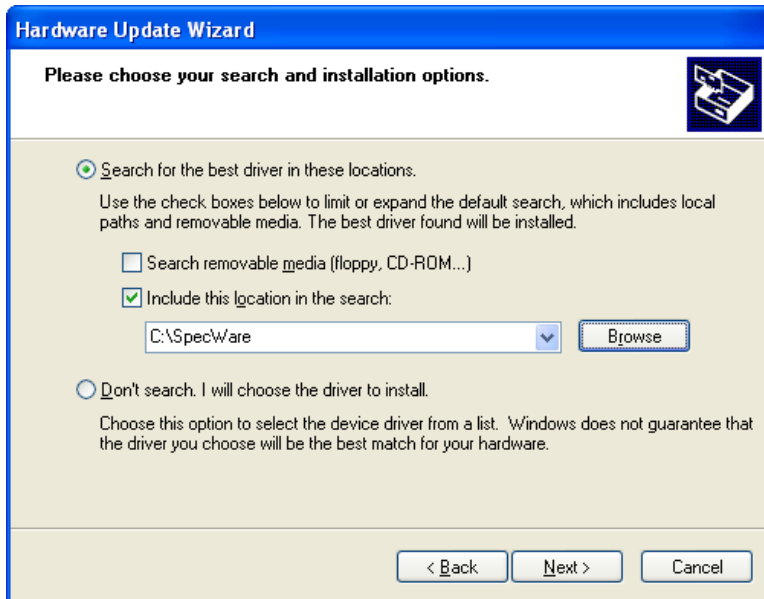 Hardware Update Wizard
Please choose your search and installation options.
Search for the best driver in these locations.
Use the check boxes below to limit or expand the default search, which includes local
paths and removable media. The best driver found will be installed.
Search removable media (floppy, CD-ROM...)
Include this location in the search:
C:\SpecWare
Browse
Don't search. I will choose the driver to install.
Choose this option to select the device driver from a list. Windows does not guarantee that
the driver you choose will be the best match for your hardware.
< Back
Next >
Cancel